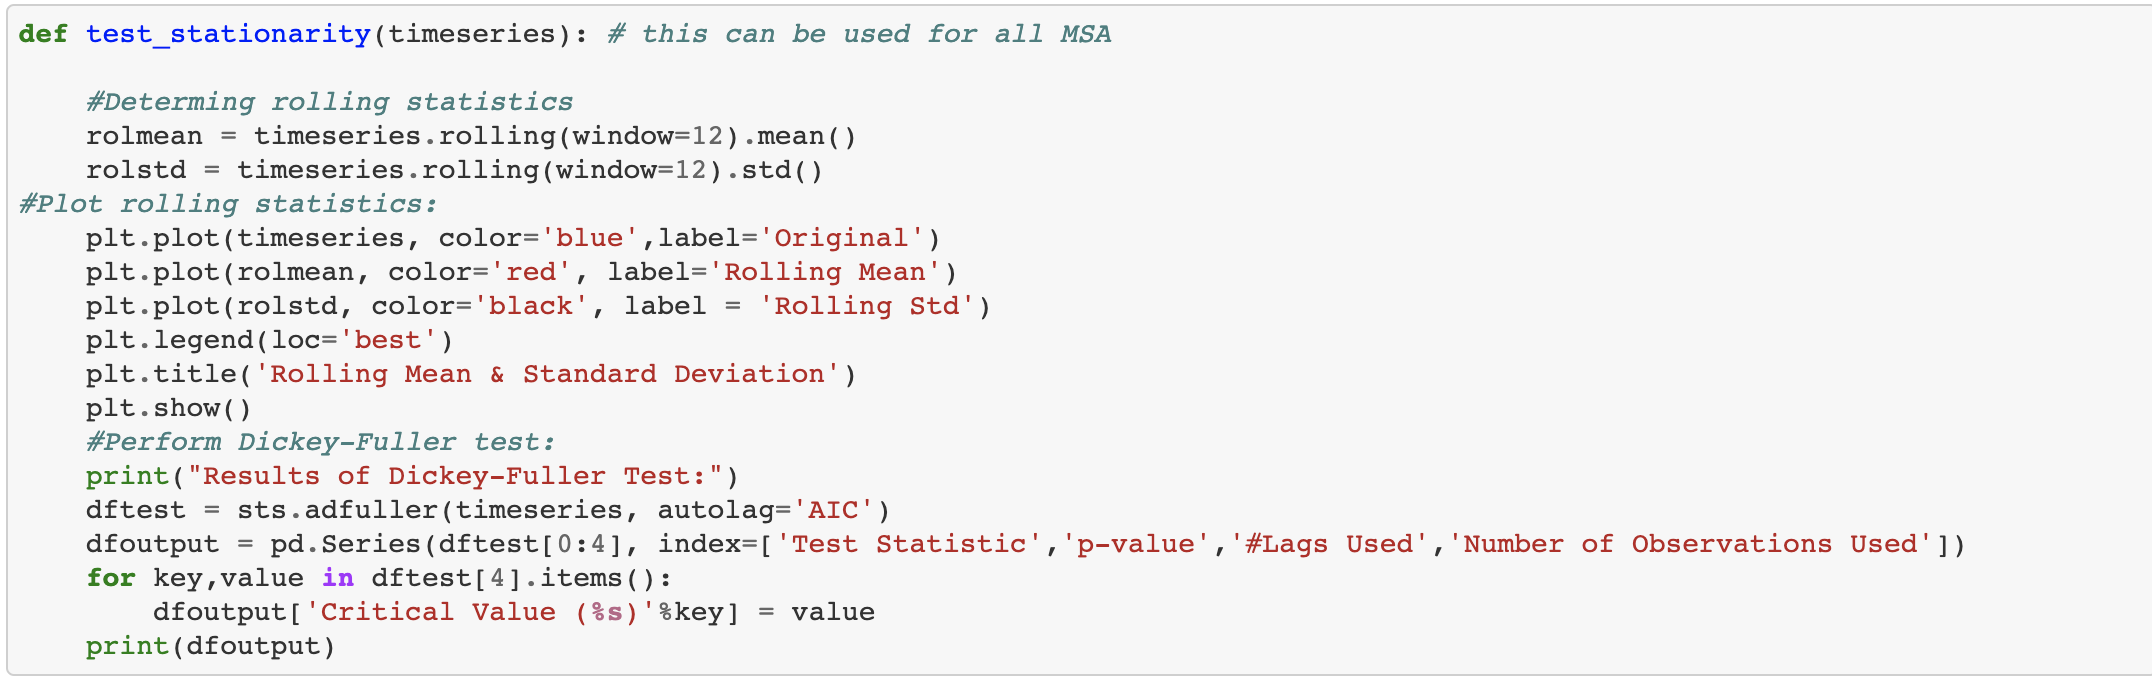 def test_stationarity(timeseries): # this can be used for all MSA
#Determing rolling statistics
rolmean = timeseries.rolling(window=12).mean()
rolstd = timeseries.rolling(window=12).std()
#Plot rolling statistics:
plt.plot(timeseries, color='blue',label='Original')
plt.plot(rolmean, color='red', label='Rolling Mean')
plt.plot(rolstd, color='black', label = 'Rolling Std')
plt.legend(loc='best')
plt.title('Rolling Mean & Standard Deviation')
plt.show()
#Perform Dickey-Fuller test:
print("Results of Dickey-Fuller Test:")
dftest = sts.adfuller(timeseries, autolag='AIC')
dfoutput = pd.Series(dftest[0:4], index=['Test Statistic','p-value','#Lags Used','Number of Observations Used'])
for key,value in dftest[4].items():
dfoutput['Critical Value (%s)'%key] = value
print(dfoutput)